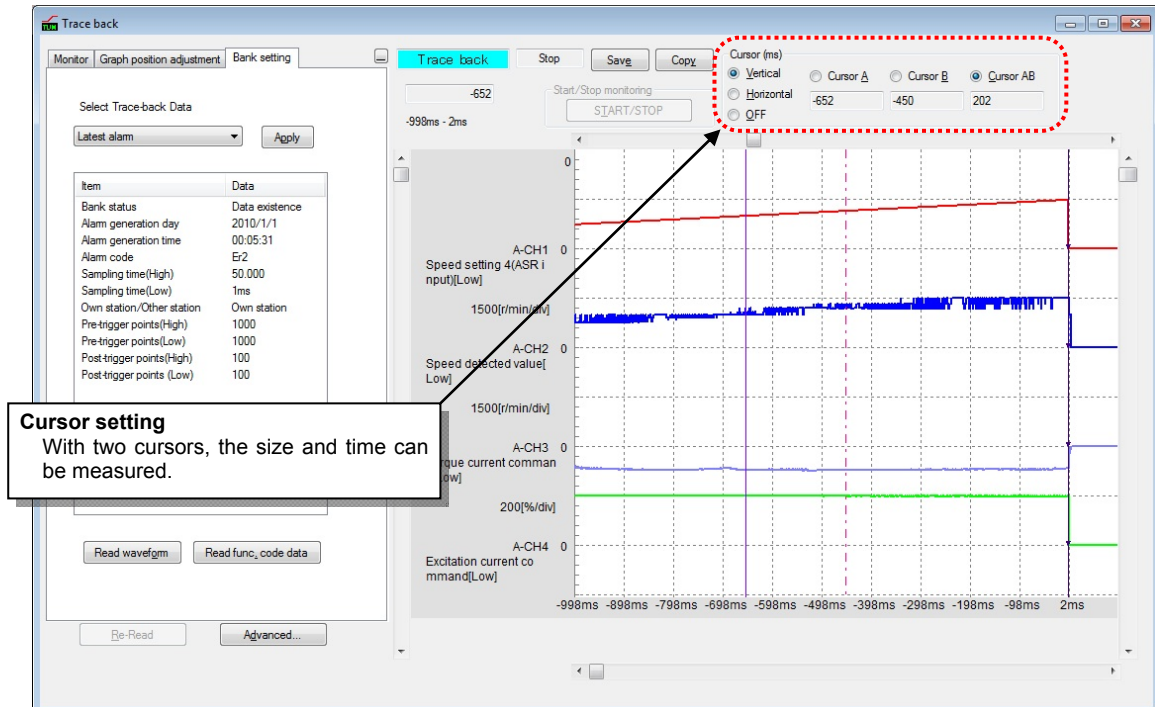 Trace back
Monitor Graph position adjustment Bank setting
Select Trace-back Data
Latest alarm Apply
Item Data
Bank status Data existence
Alarm generation day 2010/1/1
Alarm generation time 00:05:31
Alarm code Er2
Sampling time(High) 50.000
Sampling time(Low) 1ms
Own station/Other station Own station
Pre-trigger points(High) 1000
Pre-trigger points(Low) 1000
Post-trigger points(High) 100
Post-trigger points (Low) 100
Cursor setting
With two cursors, the size and time can
be measured.
Read waveform Read func. code data
Re-Read Advanced...
Trace back Stop Save Copy
-652
Start/Stop monitoring
START/STOP
-998ms - 2ms
Cursor (ms)
Vertical Cursor A Cursor B Cursor AB
Horizontal -652 -450 202
OFF
0
A-CH1 0
Speed setting 4(ASR i
nput)[Low]
1500[r/min/div]
A-CH2 0
Speed detected value[
Low]
1500[r/min/div]
A-CH3 0
rque current comman
ow]
200[%/div]
A-CH4 0
Excitation current co
mmand[Low]
-998ms -898ms -798ms -698ms -598ms -498ms -398ms -298ms -198ms -98ms 2ms